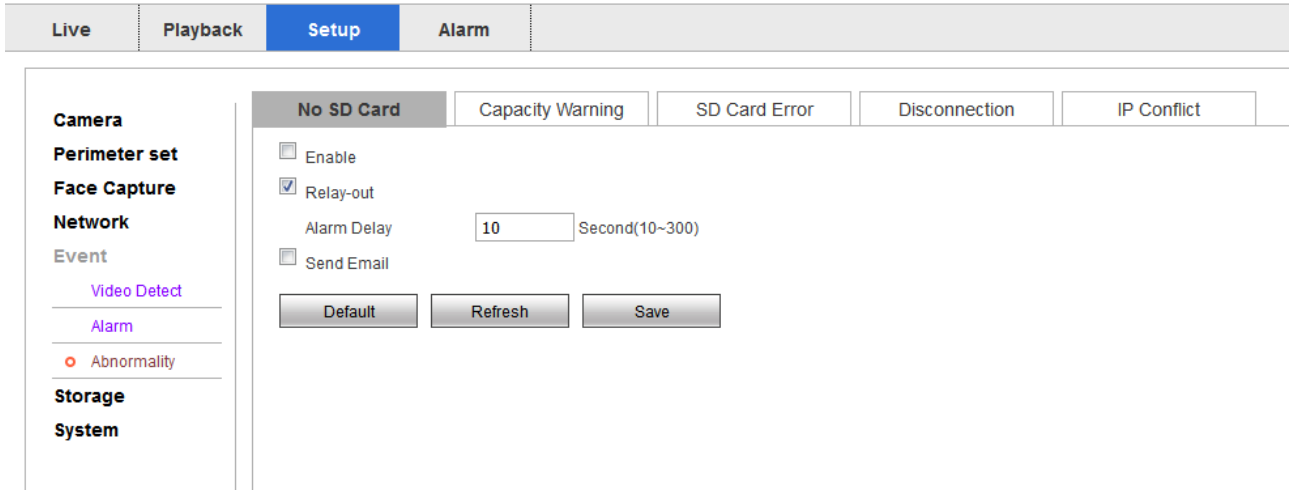 Live Playback Setup Alarm
No SD Card Capacity Warning SD Card Error Disconnection IP Conflict
Camera
Perimeter set
Face Capture
Network
Event
Video Detect
Alarm
Abnormality
Storage
System
Enable
Relay-out
Alarm Delay 10 Second(10~300)
Send Email
Default Refresh Save